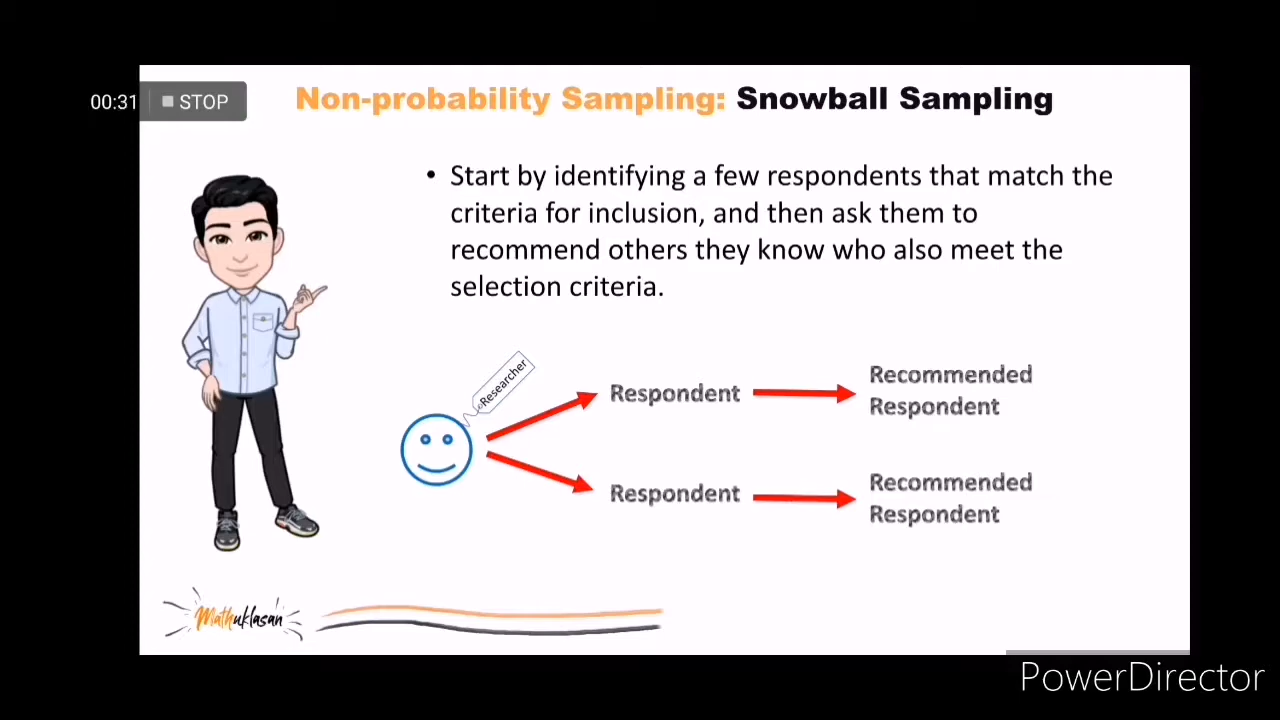 00:31 STOP
Non-probability Sampling: Snowball Sampling
• Start by identifying a few respondents that match the
criteria for inclusion, and then ask them to
recommend others they know who also meet the
selection criteria.
Researcher
Respondent
Recommended
Respondent
Respondent
Recommended
Respondent
Mathuklasan
PowerDirector